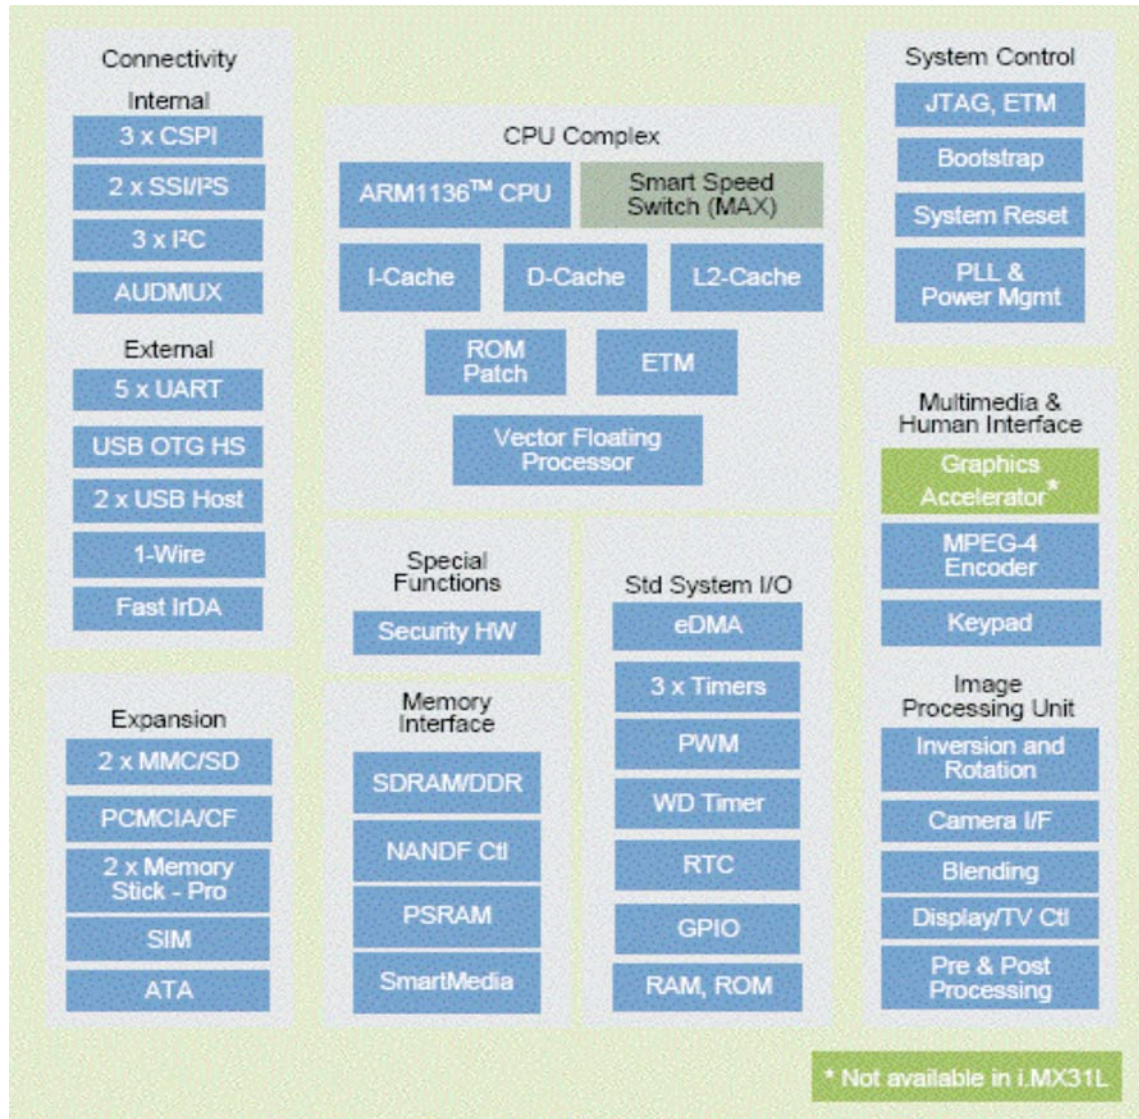 Connectivity
Internal
3 x CSPI
2 x SSI/I²S
3 x I²C
AUDMUX
External
5 x UART
USB OTG HS
2 x USB Host
1-Wire
Fast IrDA
Expansion
2 x MMC/SD
PCMCIA/CF
2 x Memory
Stick - Pro
SIM
ATA
CPU Complex
ARM1136™ CPU
Smart Speed
Switch (MAX)
I-Cache
D-Cache
L2-Cache
ROM
Patch
ETM
Vector Floating
Processor
Special
Functions
Security HW
Memory
Interface
SDRAM/DDR
NANDF Ctl
PSRAM
SmartMedia
Std System I/O
eDMA
3 x Timers
PWM
WD Timer
RTC
GPIO
RAM, ROM
System Control
JTAG, ETM
Bootstrap
System Reset
PLL &
Power Mgmt
Multimedia &
Human Interface
Graphics
Accelerator*
MPEG-4
Encoder
Keypad
Image
Processing Unit
Inversion and
Rotation
Camera I/F
Blending
Display/TV Ctl
Pre & Post
Processing
* Not available in i.MX31L